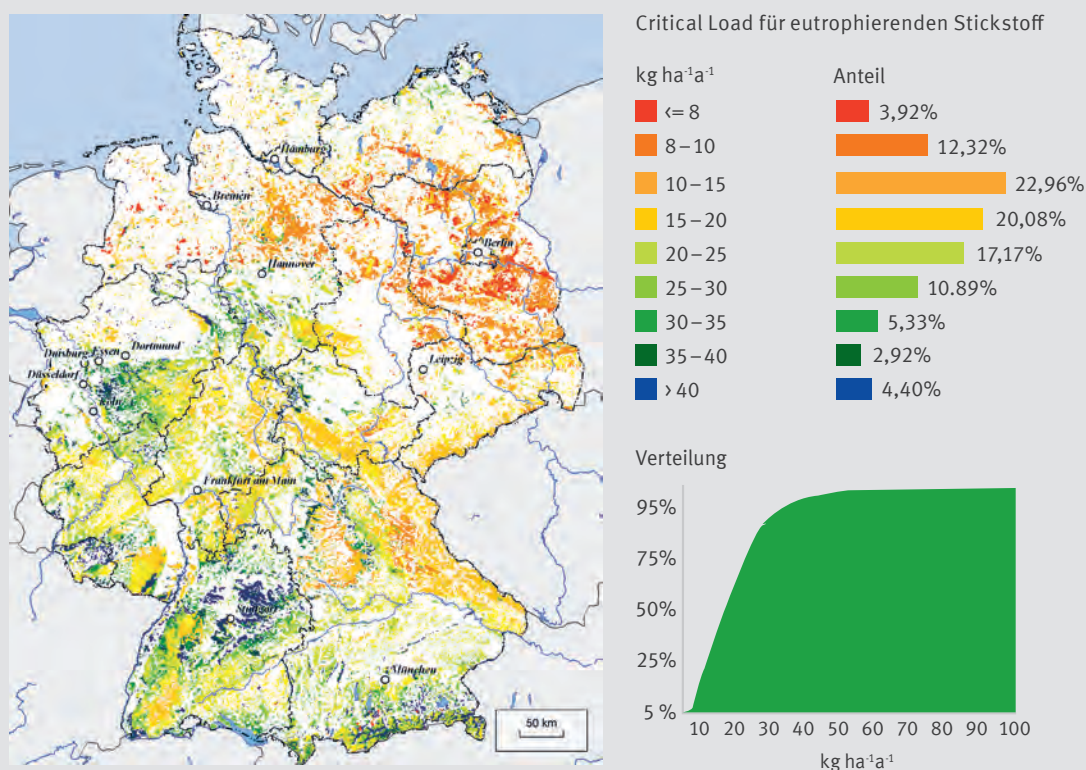 Hamburg
Bremen
Berlin
Hannover
Duisburg Essen Dortmund
Düsseldorf
Köln
Leipzig
Frankfurt am Main
Stuttgart
München
50 km
Critical Load für eutrophierenden Stickstoff
kg ha⁻¹a⁻¹ Anteil
<= 8 3,92%
8–10 12,32%
10–15 22,96%
15–20 20,08%
20–25 17,17%
25–30 10.89%
30–35 5,33%
35–40 2,92%
> 40 4,40%
Verteilung
95%
75%
50%
25%
5 %
10 20 30 40 50 60 70 80 90 100
kg ha⁻¹a⁻¹